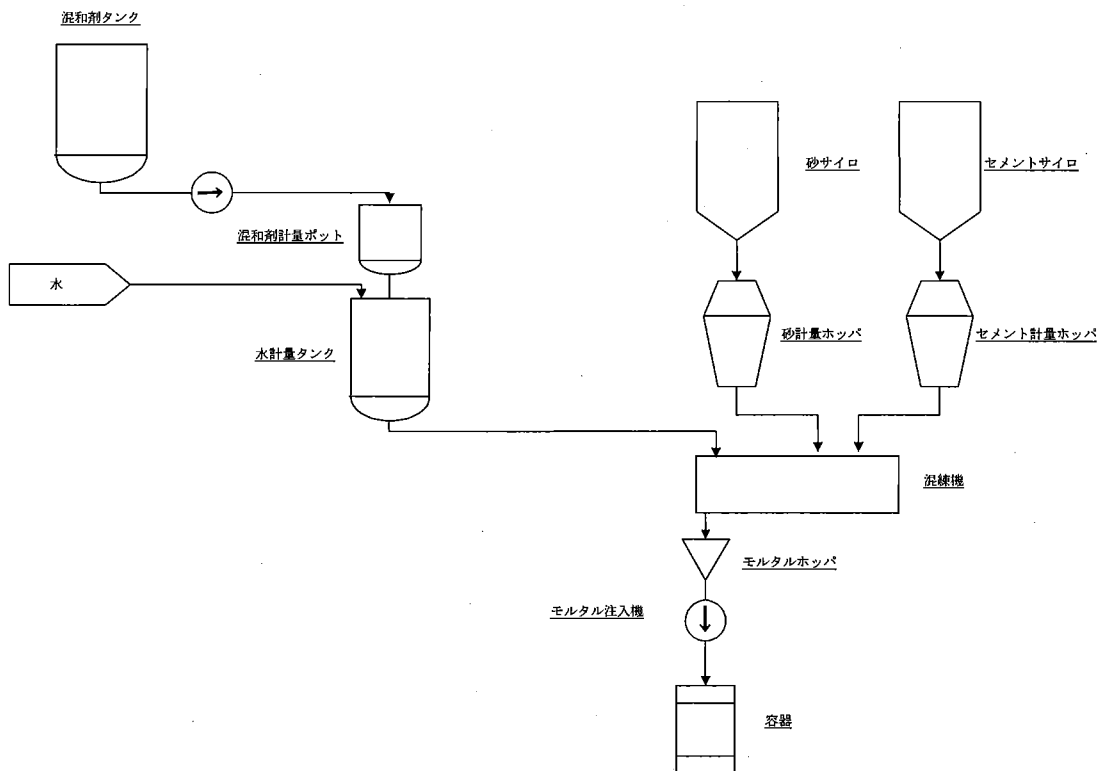 混和剤タンク
砂サイロ
セメントサイロ
混和剤計量ポット
水
砂計量ホッパ
セメント計量ホッパ
水計量タンク
混練機
モルタルホッパ
モルタル注入機
容器